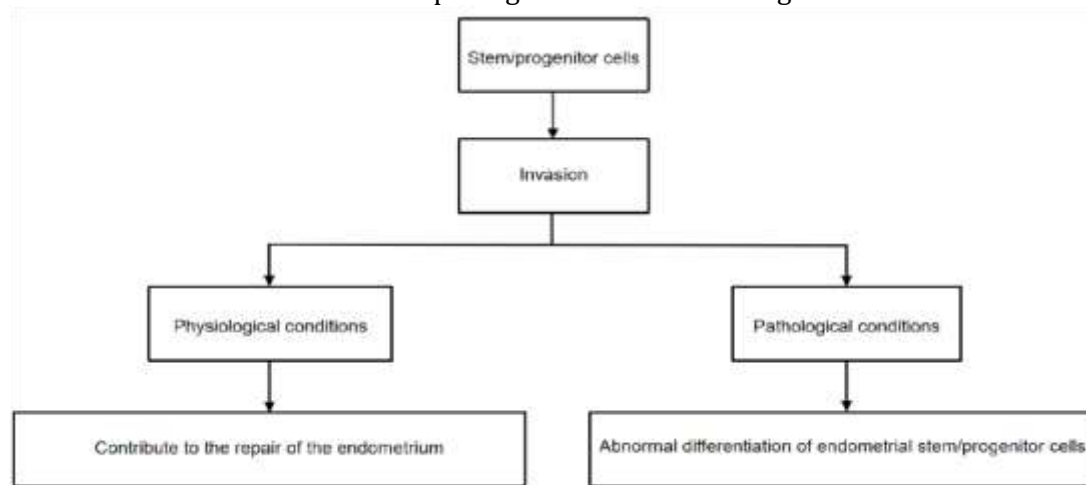 Stem/progenitor cells
Invasion
Physiological conditions
Pathological conditions
Contribute to the repair of the endometrium
Abnormal differentiation of endometrial stem/progenitor cells